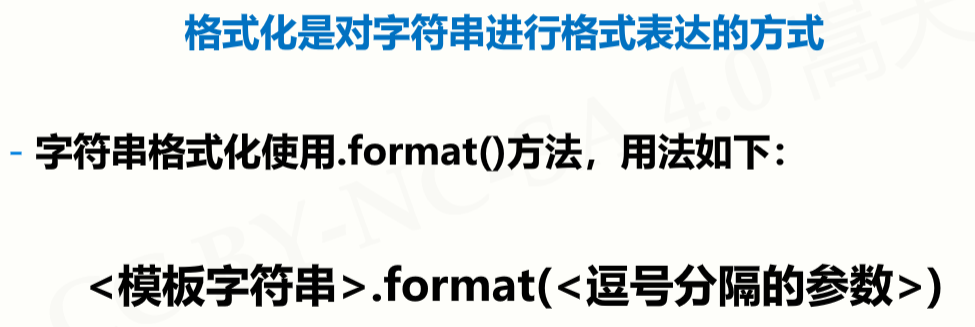 格式化是对字符串进行格式表达的方式
- 字符串格式化使用.format()方法，用法如下：
<模板字符串>.format(<逗号分隔的参数>)
CC BY-NC-SA 4.0 嵩天